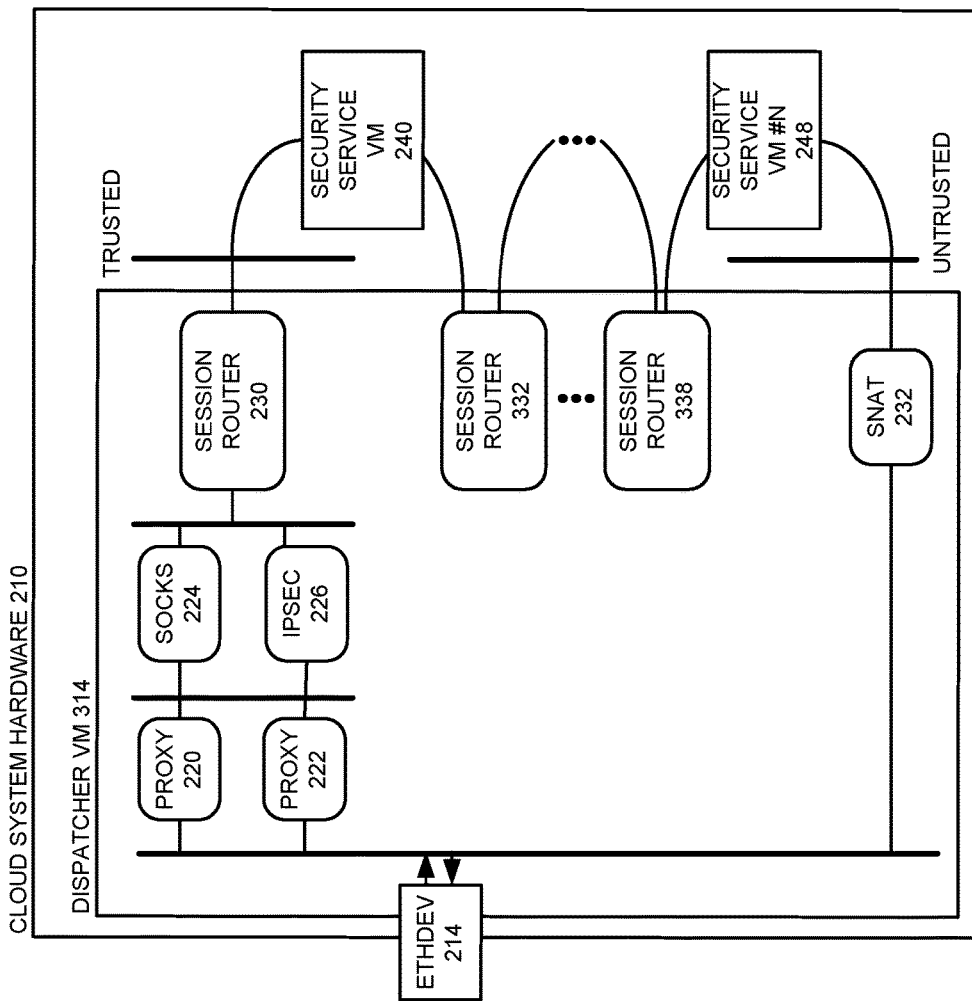 CLOUD SYSTEM HARDWARE 210
DISPATCHER VM 314
TRUSTED
ETHDEV
214
PROXY
220
SOCKS
224
PROXY
222
IPSEC
226
SESSION
ROUTER
230
SECURITY
SERVICE
VM
240
SESSION
ROUTER
332
SESSION
ROUTER
338
SECURITY
SERVICE
VM #N
248
SNAT
232
UNTRUSTED